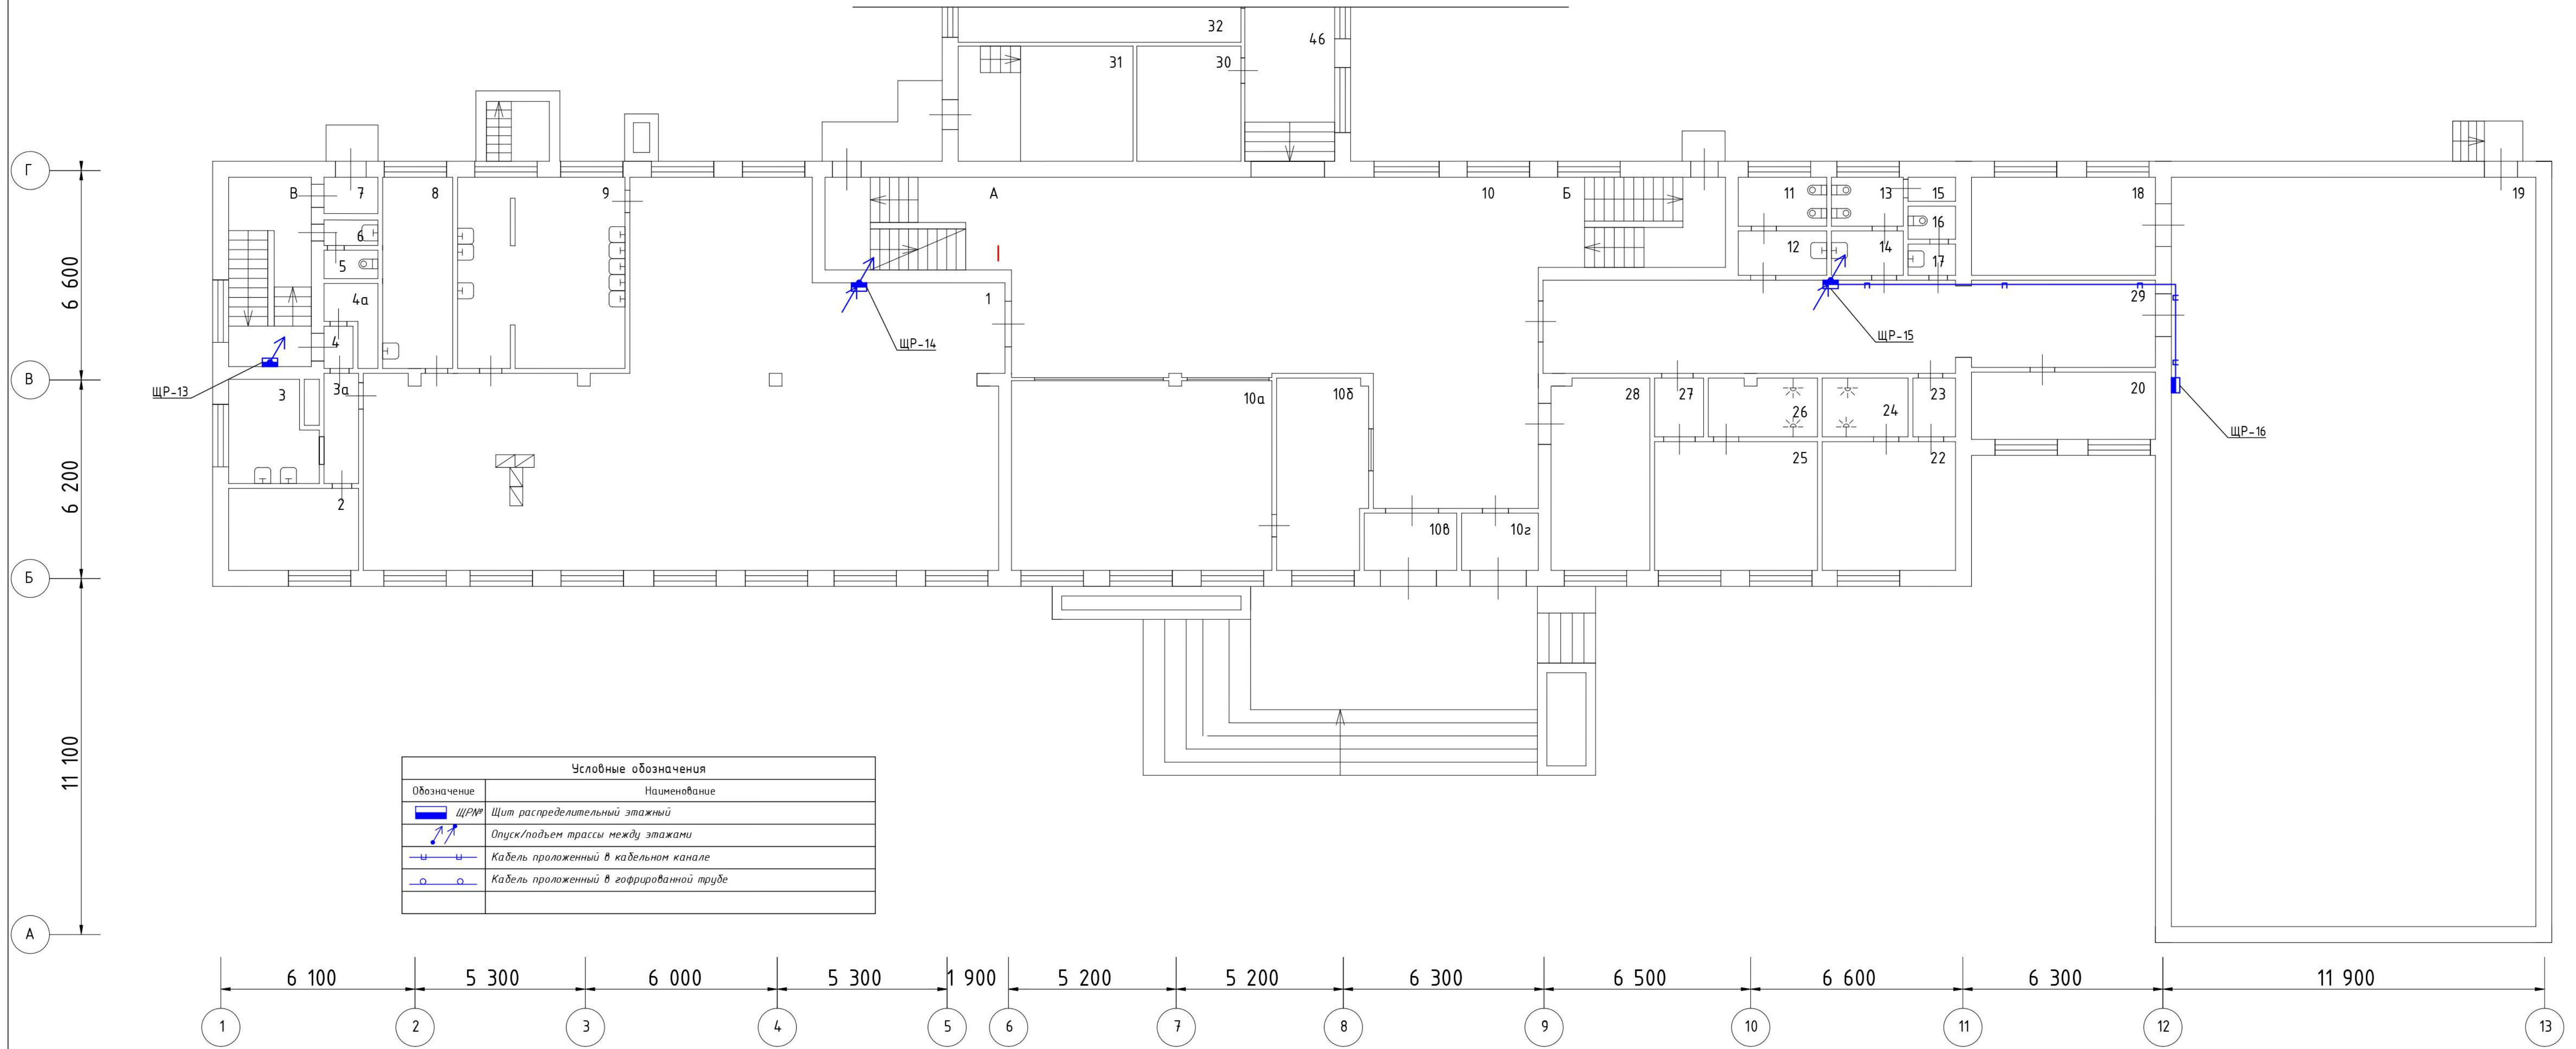 32
46
31
30
Г
В
7
8
9
А
10
Б
11
13
15
18
19
6
16
5
12
14
17
4а
1
29
6 600
4
ЩР-14
ЩР-15
В
ЩР-13
3
3а
10а
10б
28
27
26
24
23
20
ЩР-16
2
25
22
6 200
10в
10г
Б
11 100
Условные обозначения
Обозначение Наименование
ЩР№ Щит распределительный этажный
Опуск/подъем трассы между этажами
Кабель проложенный в кабельном канале
Кабель проложенный в гофрированной трубе
А
6 100 5 300 6 000 5 300 1 900 5 200 5 200 6 300 6 500 6 600 6 300 11 900
1 2 3 4 5 6 7 8 9 10 11 12 13